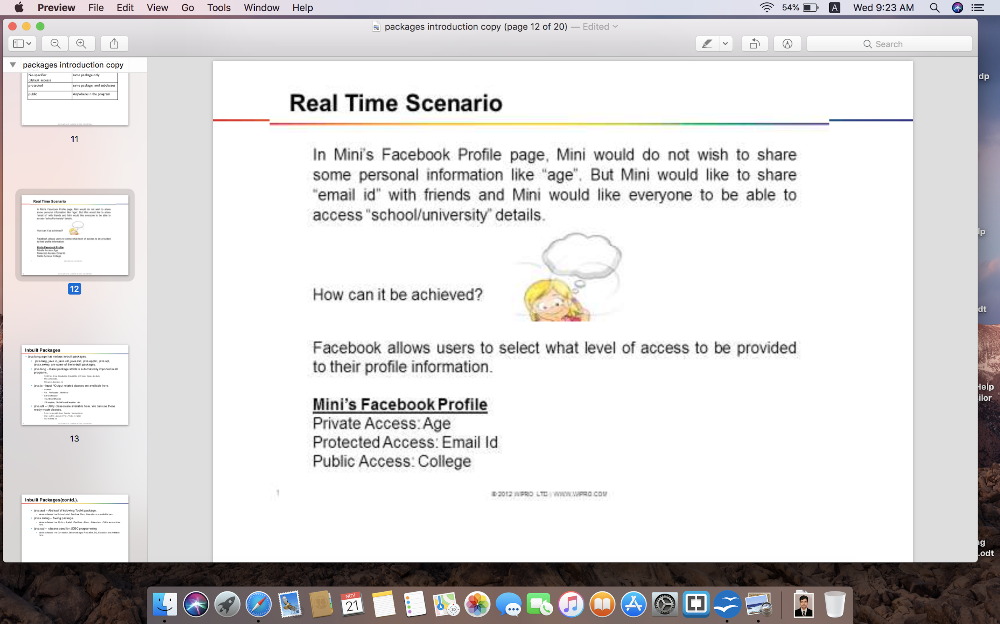 Preview File Edit View Go Tools Window Help
54% A Wed 9:23 AM
packages introduction copy (page 12 of 20) — Edited
Search
packages introduction copy
No-specifier (default access) same package only
protected same package and subclasses
public Anywhere in the program
11
Real Time Scenario
In Mini's Facebook Profile page, Mini would do not wish to share
some personal information like “age”. But Mini would like to share
“email id” with friends and Mini would like everyone to be able to
access “school/university” details.
How can it be achieved?
Facebook allows users to select what level of access to be provided
to their profile information.
Mini's Facebook Profile
Private Access: Age
Protected Access: Email Id
Public Access: College
12
Inbuilt Packages
java language has various in-built packages.
java.lang, java.io, java.util, java.awt, java.applet, java.sql,
javax.swing are some of the in-built packages.
java.lang – Basic package which is automatically imported in all
programs.
java.io –Input / Output related classes are available here.
Scanner
File , FileReader , FileWriter
BufferedReader
InputStreamReader
IOException, FileNotFoundException etc
java.util – Utility classes are available here. We can use these
ready-made classes.
13
Inbuilt Packages(contd.).
java.awt – Abstract Windowing Toolkit package.
javax.swing – Swing package.
java.sql – classes used for JDBC programming
Real Time Scenario
In Mini’s Facebook Profile page, Mini would do not wish to share
some personal information like “age”. But Mini would like to share
“email id” with friends and Mini would like everyone to be able to
access “school/university” details.
How can it be achieved?
Facebook allows users to select what level of access to be provided
to their profile information.
Mini’s Facebook Profile
Private Access: Age
Protected Access: Email Id
Public Access: College
1
© 2012 WIPRO LTD | WWW.WIPRO.COM
dp
dp
dt
Help
ilor
ng
.odt
NOV
21
3D